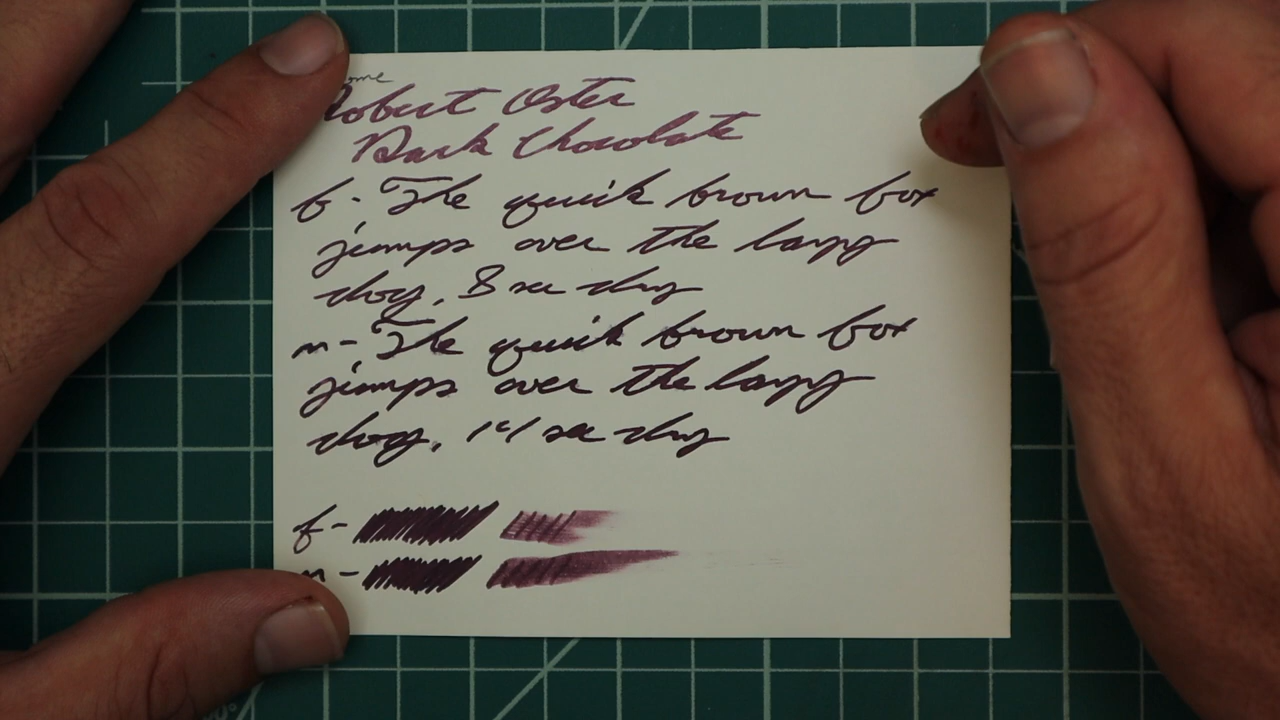 ome
Robert Oster
Dark Chocolate
f - The quick brown fox
jumps over the lazy
dog, 8 sec dry
m - The quick brown fox
jumps over the lazy
dog, 14 sec dry
f -
m -